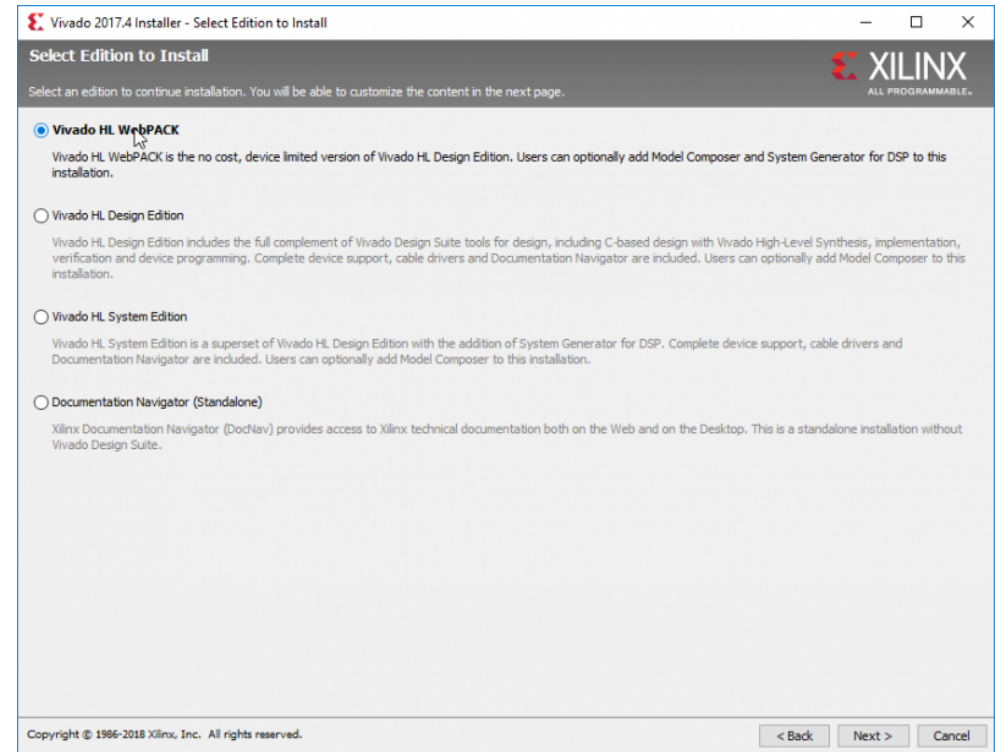 Vivado 2017.4 Installer - Select Edition to Install
Select Edition to Install
XILINX
ALL PROGRAMMABLE.
Select an edition to continue installation. You will be able to customize the content in the next page.
Vivado HL WebPACK
Vivado HL WebPACK is the no cost, device limited version of Vivado HL Design Edition. Users can optionally add Model Composer and System Generator for DSP to this
installation.
Vivado HL Design Edition
Vivado HL Design Edition includes the full complement of Vivado Design Suite tools for design, including C-based design with Vivado High-Level Synthesis, implementation,
verification and device programming. Complete device support, cable drivers and Documentation Navigator are included. Users can optionally add Model Composer to this
installation.
Vivado HL System Edition
Vivado HL System Edition is a superset of Vivado HL Design Edition with the addition of System Generator for DSP. Complete device support, cable drivers and
Documentation Navigator are included. Users can optionally add Model Composer to this installation.
Documentation Navigator (Standalone)
Xilinx Documentation Navigator (DocNav) provides access to Xilinx technical documentation both on the Web and on the Desktop. This is a standalone installation without
Vivado Design Suite.
Copyright © 1986-2018 Xilinx, Inc. All rights reserved.
< Back
Next >
Cancel